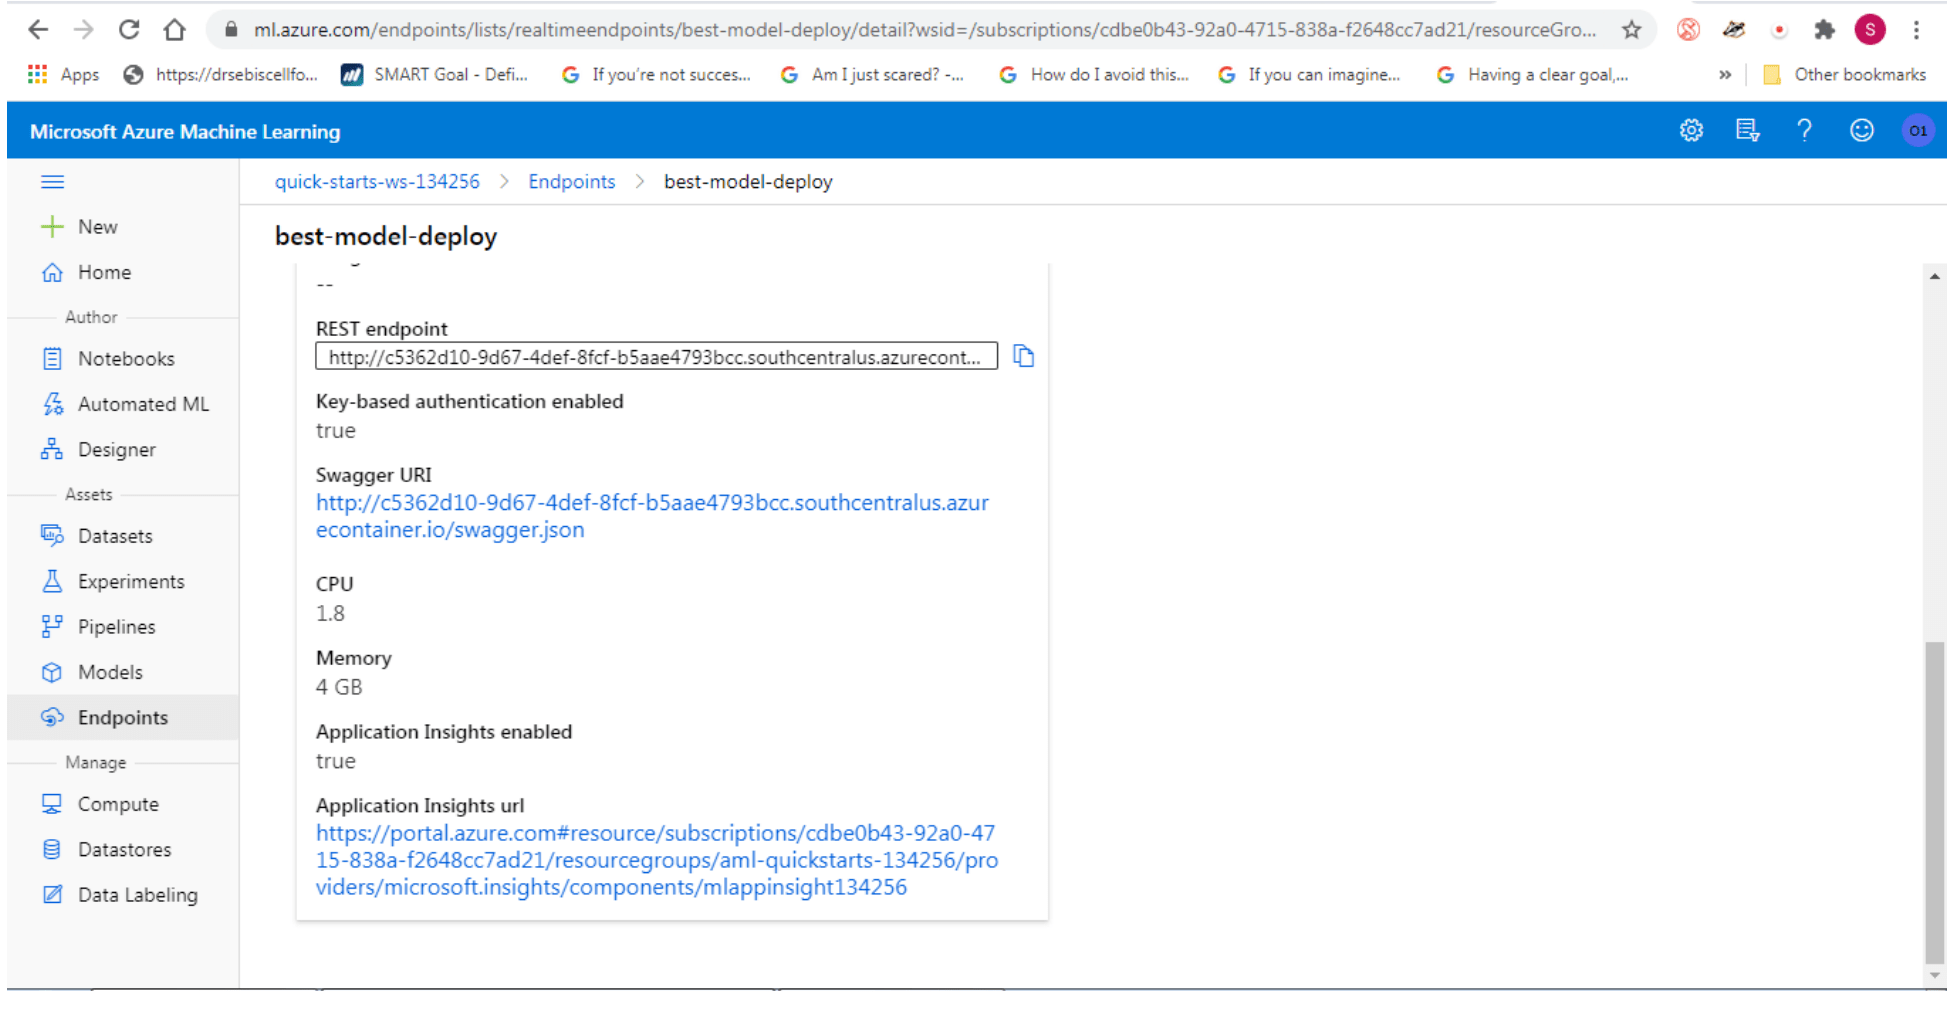 ml.azure.com/endpoints/lists/realtimeendpoints/best-model-deploy/detail?wsid=/subscriptions/cdbe0b43-92a0-4715-838a-f2648cc7ad21/resourceGro...
S
Apps
https://drsebiscellfo...
SMART Goal - Defi...
If you're not succes...
Am I just scared? -...
How do I avoid this...
If you can imagine...
Having a clear goal,...
»
Other bookmarks
Microsoft Azure Machine Learning
O1
quick-starts-ws-134256 > Endpoints > best-model-deploy
New
Home
Author
Notebooks
Automated ML
Designer
Assets
Datasets
Experiments
Pipelines
Models
Endpoints
Manage
Compute
Datastores
Data Labeling
best-model-deploy
--
REST endpoint
http://c5362d10-9d67-4def-8fcf-b5aae4793bcc.southcentralus.azurecont...
Key-based authentication enabled
true
Swagger URI
http://c5362d10-9d67-4def-8fcf-b5aae4793bcc.southcentralus.azur
econtainer.io/swagger.json
CPU
1.8
Memory
4 GB
Application Insights enabled
true
Application Insights url
https://portal.azure.com#resource/subscriptions/cdbe0b43-92a0-47
15-838a-f2648cc7ad21/resourcegroups/aml-quickstarts-134256/pro
viders/microsoft.insights/components/mlappinsight134256